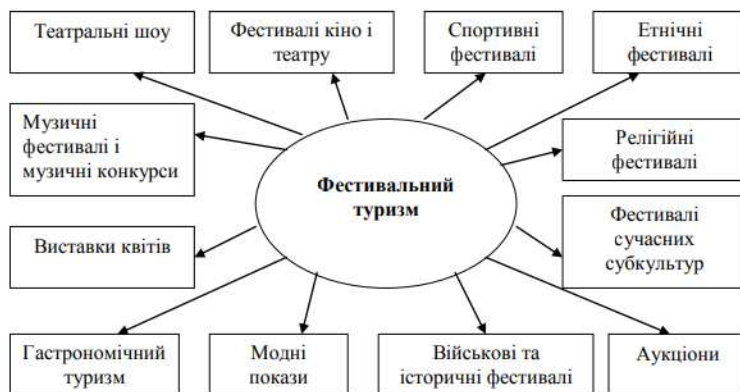 Театральні шоу
Фестивалі кіно і
театру
Спортивні
фестивалі
Етнічні
фестивалі
Музичні
фестивалі і
музичні конкурси
Фестивальний
туризм
Релігійні
фестивалі
Виставки квітів
Фестивалі
сучасних
субкультур
Гастрономічний
туризм
Модні
покази
Військові та
історичні фестивалі
Аукціони